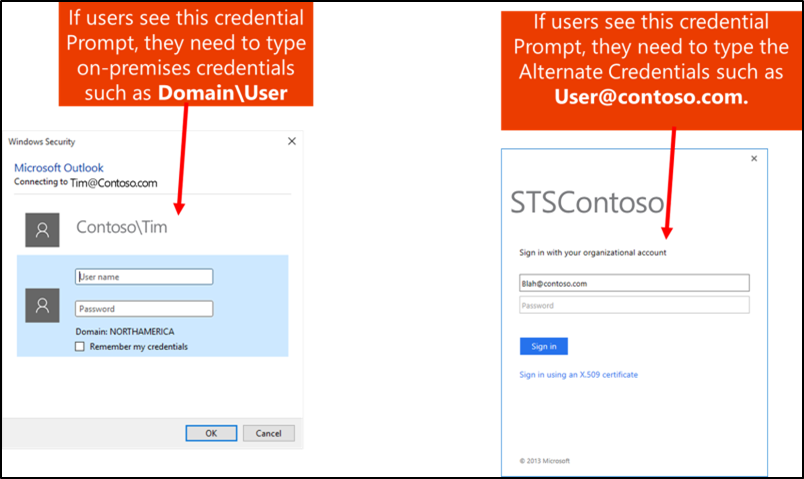 If users see this credential
Prompt, they need to type
on-premises credentials
such as Domain\User
Windows Security
Microsoft Outlook
Connecting to Tim@Contoso.com
Contoso\Tim
User name
Password
Domain: NORTHAMERICA
Remember my credentials
OK
Cancel
If users see this credential
Prompt, they need to type the
Alternate Credentials such as
User@contoso.com.
STSContoso
Sign in with your organizational account
Blah@contoso.com
Password
Sign in
Sign in using an X.509 certificate
© 2013 Microsoft